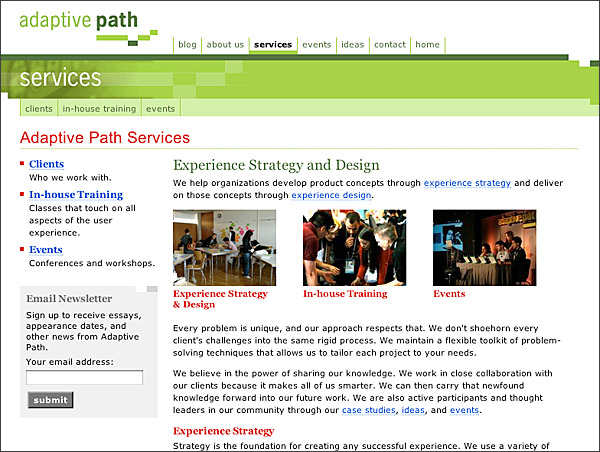 adaptive path
blog
about us
services
events
ideas
contact
home
services
clients
in-house training
events
Adaptive Path Services
Clients
Who we work with.
In-house Training
Classes that touch on all
aspects of the user
experience.
Events
Conferences and workshops.
Email Newsletter
Sign up to receive essays,
appearance dates, and
other news from Adaptive
Path.
Your email address:
submit
Experience Strategy and Design
We help organizations develop product concepts through experience strategy and deliver
on those concepts through experience design.
Experience Strategy
& Design
In-house Training
Events
Every problem is unique, and our approach respects that. We don't shoehorn every
client's challenges into the same rigid process. We maintain a flexible toolkit of problem-
solving techniques that allows us to tailor each project to your needs.
We believe in the power of sharing our knowledge. We work in close collaboration with
our clients because it makes all of us smarter. We can then carry that newfound
knowledge forward into our future work. We are also active participants and thought
leaders in our community through our case studies, ideas, and events.
Experience Strategy
Strategy is the foundation for creating any successful experience. We use a variety of